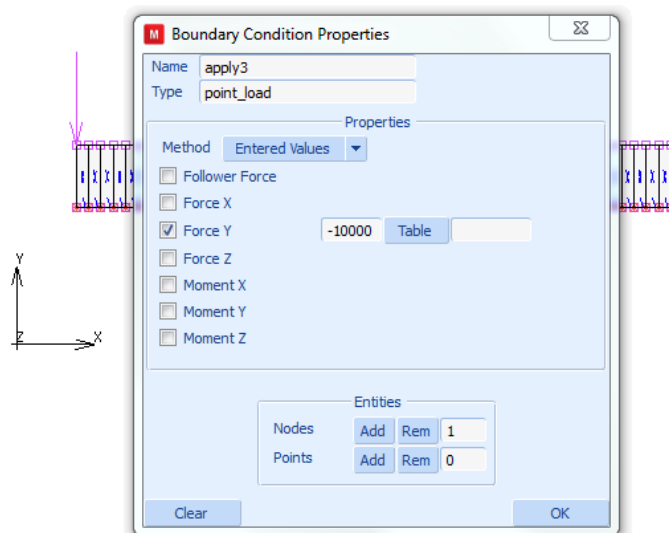 M Boundary Condition Properties
Name apply3
Type point_load
Properties
Method Entered Values
Follower Force
Force X
Force Y -10000 Table
Force Z
Moment X
Moment Y
Moment Z
Entities
Nodes Add Rem 1
Points Add Rem 0
Clear OK
Y
Z X